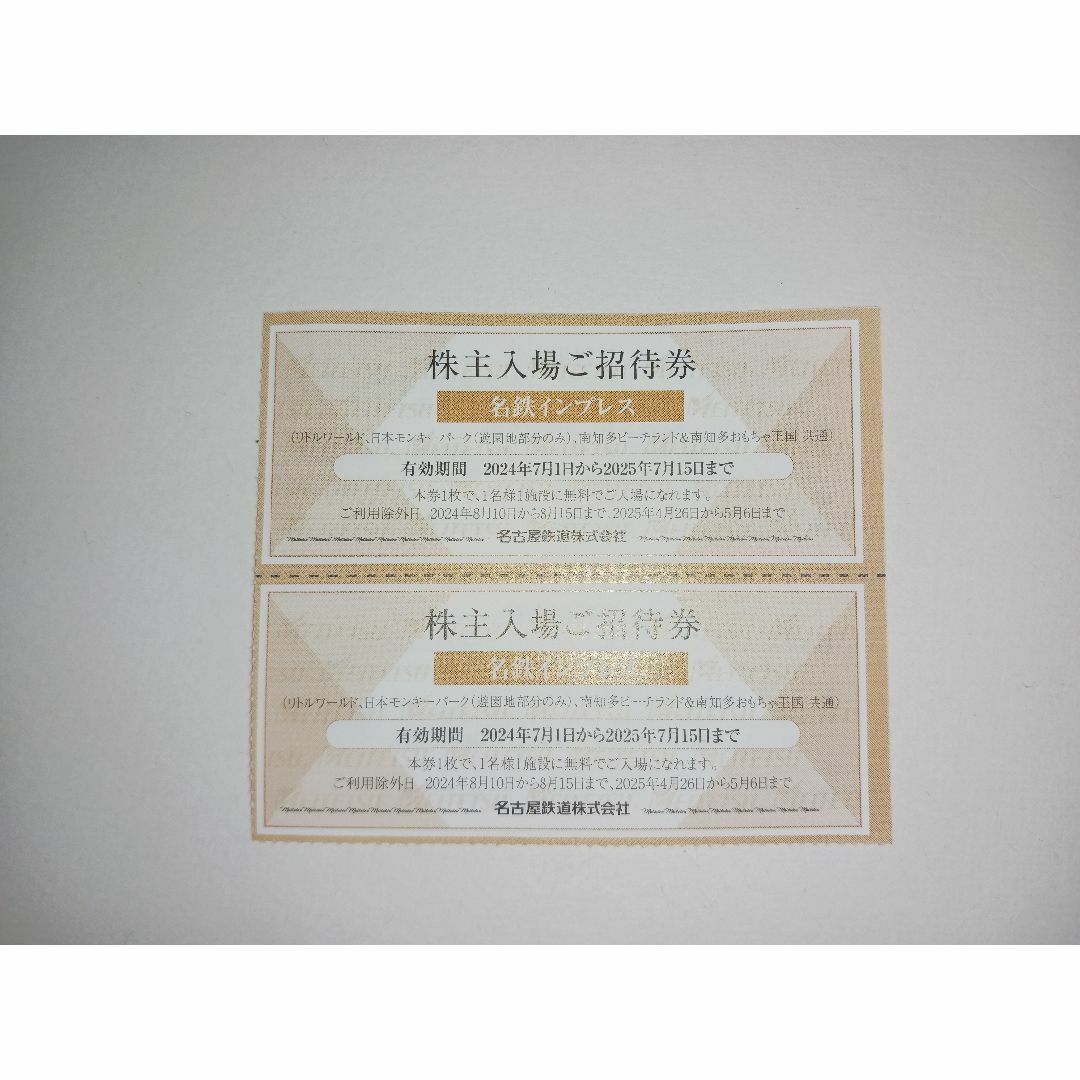 株主入場ご招待券
名鉄インプレス
(リトルワールド、日本モンキーパーク(遊園地部分のみ)、南知多ビーチランド&南知多おもちゃ王国 共通)
有効期間 2024年7月1日から2025年7月15日まで
本券1枚で、1名様1施設に無料でご入場になれます。
ご利用除外日 2024年8月10日から8月15日まで、2025年4月26日から5月6日まで
名古屋鉄道株式会社
株主入場ご招待券
名鉄インプレス
(リトルワールド、日本モンキーパーク(遊園地部分のみ)、南知多ビーチランド&南知多おもちゃ王国 共通)
有効期間 2024年7月1日から2025年7月15日まで
本券1枚で、1名様1施設に無料でご入場になれます。
ご利用除外日 2024年8月10日から8月15日まで、2025年4月26日から5月6日まで
名古屋鉄道株式会社